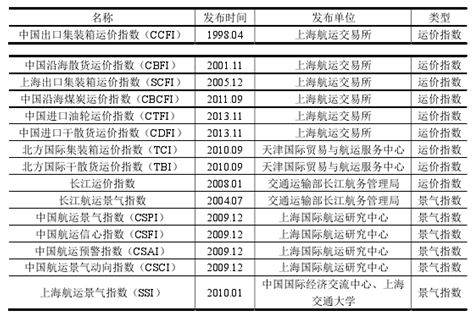 名称 发布时间 发布单位 类型
中国出口集装箱运价指数（CCFI） 1998.04 上海航运交易所 运价指数
中国沿海散货运价指数（CBFI） 2001.11 上海航运交易所 运价指数
上海出口集装箱运价指数（SCFI） 2005.12 上海航运交易所 运价指数
中国沿海煤炭运价指数（CBCFI） 2011.09 上海航运交易所 运价指数
中国进口油轮运价指数（CTFI） 2013.11 上海航运交易所 运价指数
中国进口干散货运价指数（CDFI） 2013.11 上海航运交易所 运价指数
北方国际集装箱运价指数（TCI） 2010.09 天津国际贸易与航运服务中心 运价指数
北方国际干散货运价指数（TBI） 2010.09 天津国际贸易与航运服务中心 运价指数
长江运价指数 2008.01 交通运输部长江航务管理局 运价指数
长江航运景气指数 2004.07 交通运输部长江航务管理局 景气指数
中国航运景气指数（CSPI） 2009.12 上海国际航运研究中心 景气指数
中国航运信心指数（CSFI） 2009.12 上海国际航运研究中心 景气指数
中国航运预警指数（CSAI） 2009.12 上海国际航运研究中心 景气指数
中国航运景气动向指数（CSCI） 2009.12 上海国际航运研究中心 景气指数
上海航运景气指数（SSI） 2010.01 中国国际经济交流中心、上海
交通大学 景气指数